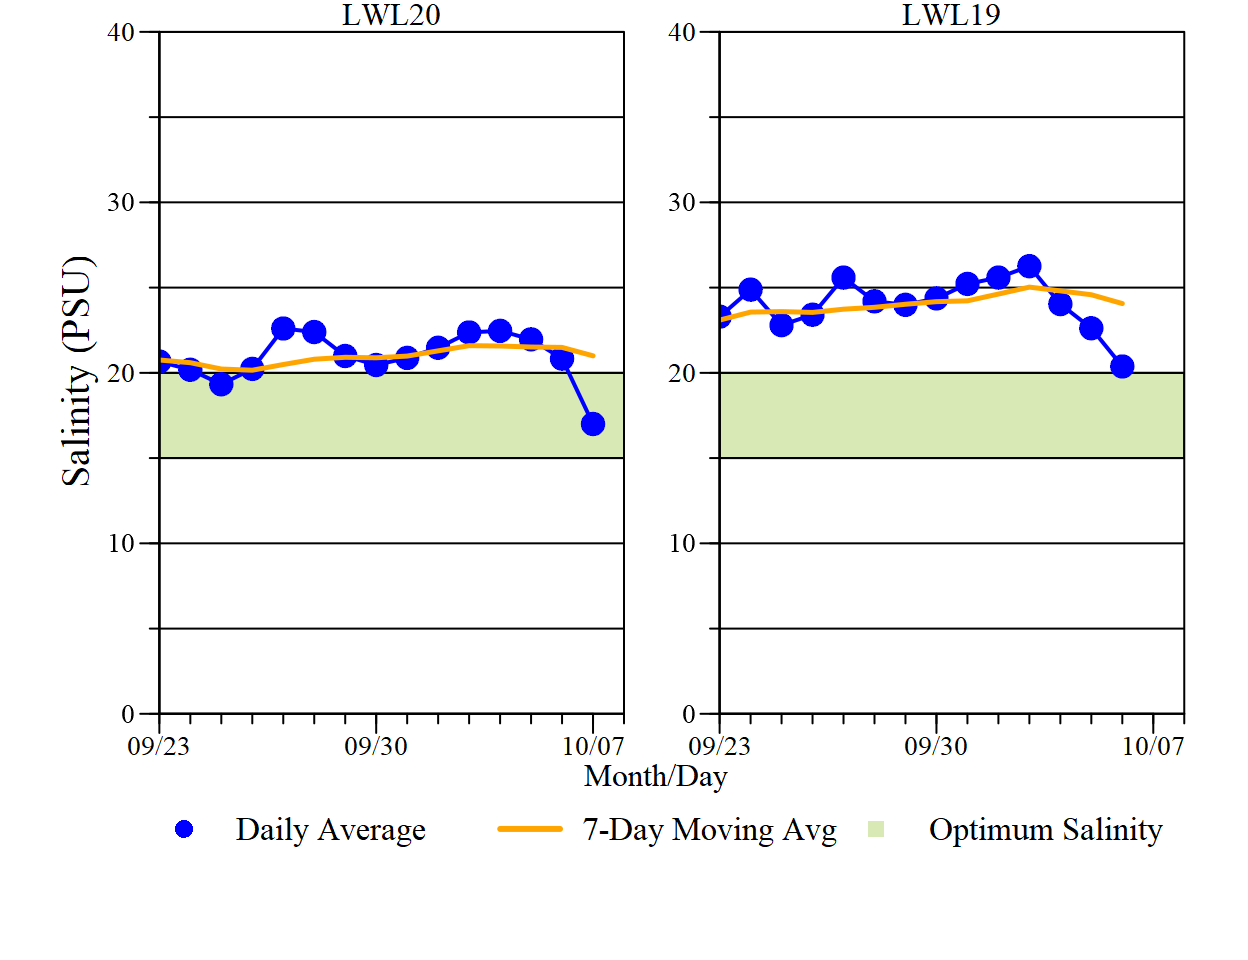 LWL20
LWL19
40
30
20
10
0
40
30
20
10
0
Salinity (PSU)
09/23
09/30
10/07
09/23
09/30
10/07
Month/Day
Daily Average
7-Day Moving Avg
Optimum Salinity